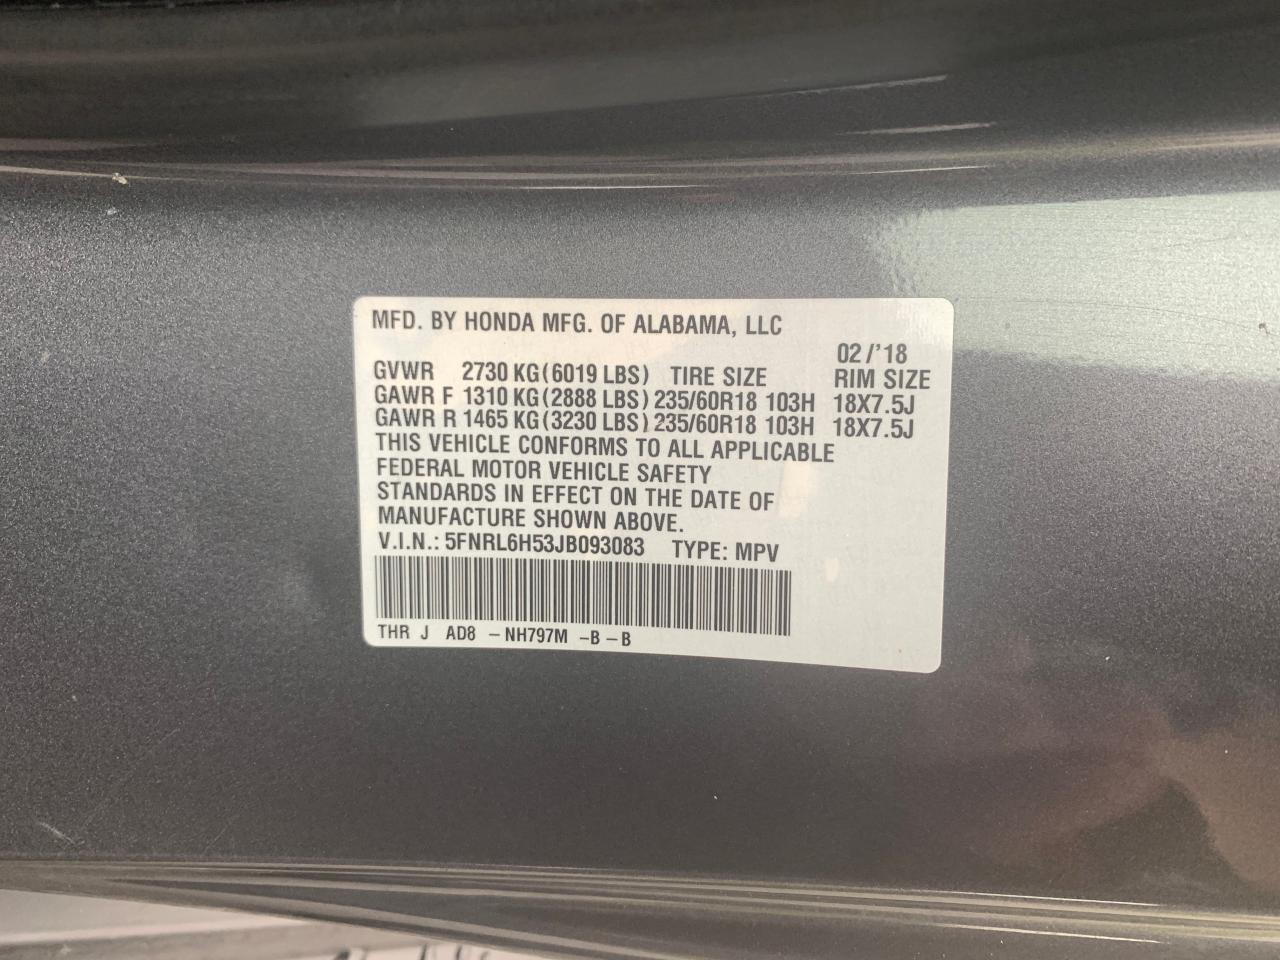 MFD. BY HONDA MFG. OF ALABAMA, LLC
02/'18
GVWR 2730 KG(6019 LBS) TIRE SIZE RIM SIZE
GAWR F 1310 KG(2888 LBS) 235/60R18 103H 18X7.5J
GAWR R 1465 KG(3230 LBS) 235/60R18 103H 18X7.5J
THIS VEHICLE CONFORMS TO ALL APPLICABLE
FEDERAL MOTOR VEHICLE SAFETY
STANDARDS IN EFFECT ON THE DATE OF
MANUFACTURE SHOWN ABOVE.
V.I.N.: 5FNRL6H53JB093083 TYPE: MPV
THR J AD8 -NH797M -B-B